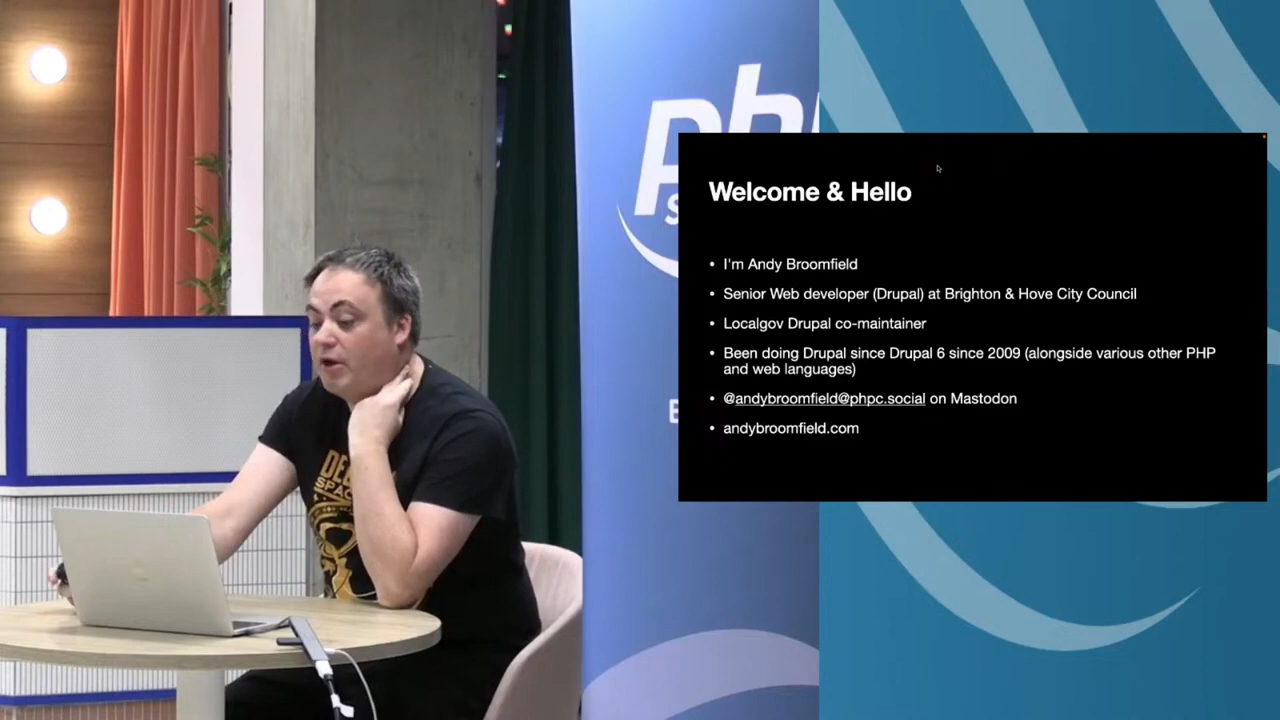 php
S
Welcome & Hello
• I'm Andy Broomfield
• Senior Web developer (Drupal) at Brighton & Hove City Council
• Localgov Drupal co-maintainer
• Been doing Drupal since Drupal 6 since 2009 (alongside various other PHP
and web languages)
• @andybroomfield@phpc.social on Mastodon
• andybroomfield.com